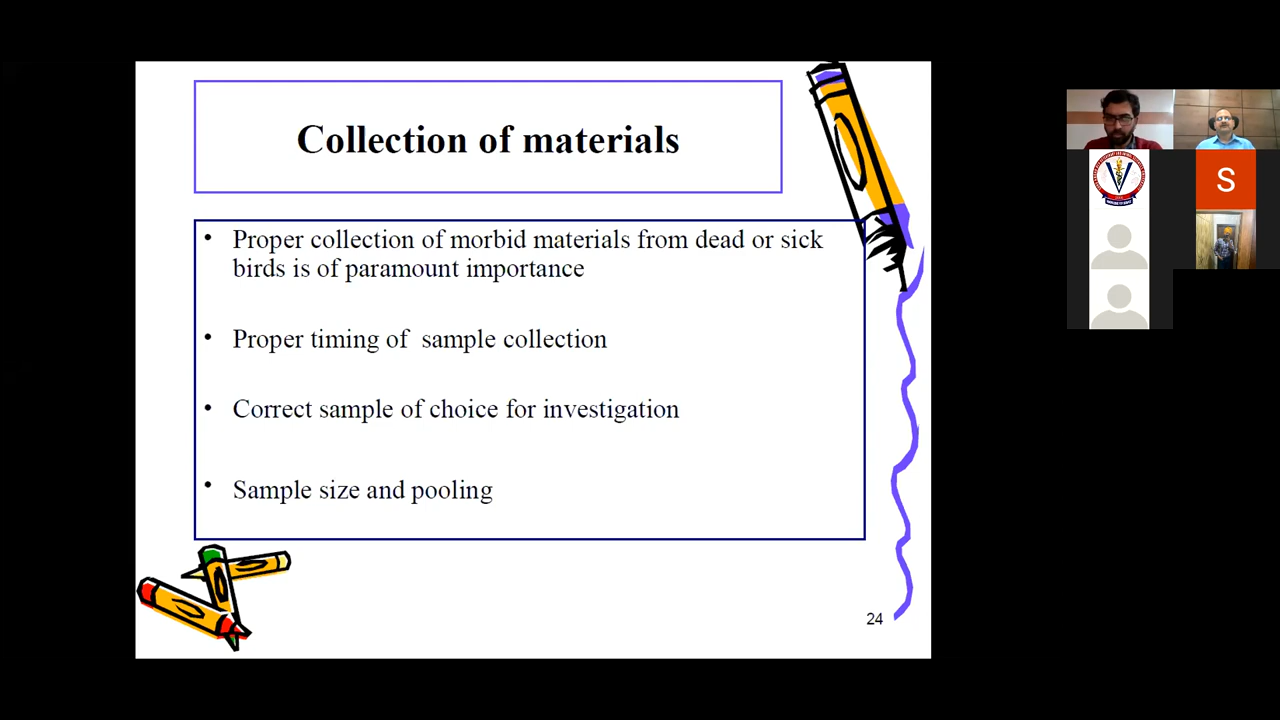 Collection of materials
• Proper collection of morbid materials from dead or sick
birds is of paramount importance
• Proper timing of sample collection
• Correct sample of choice for investigation
• Sample size and pooling
24
S